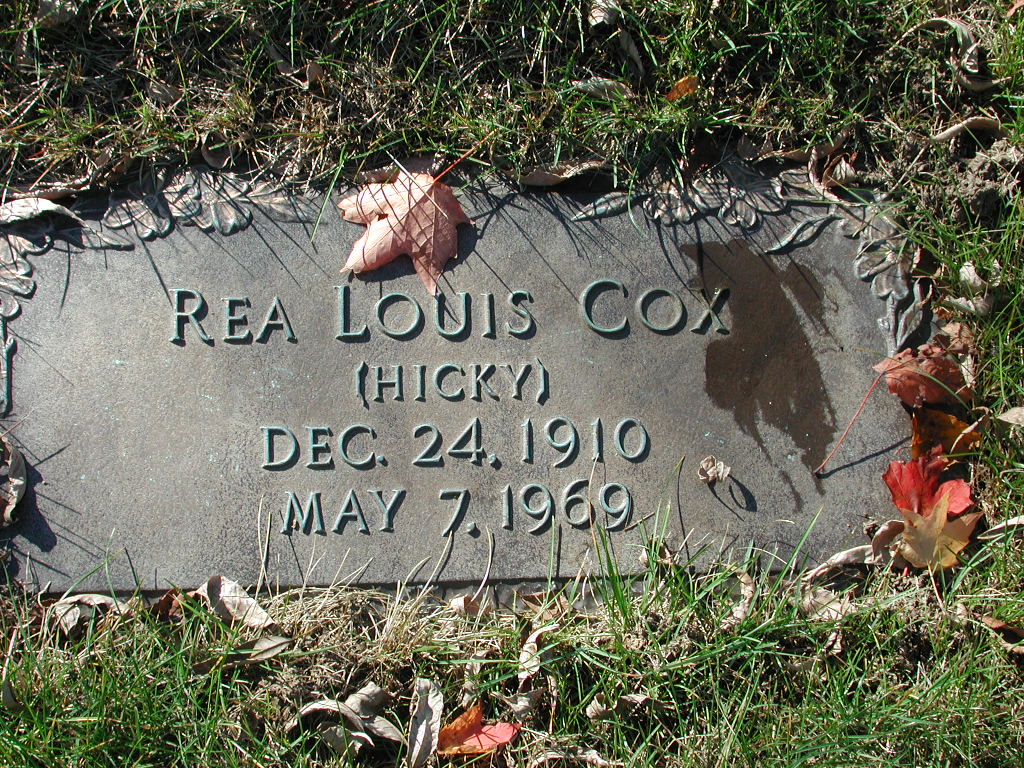 REA LOUIS COX
(HICKY)
DEC. 24, 1910
MAY 7, 1969